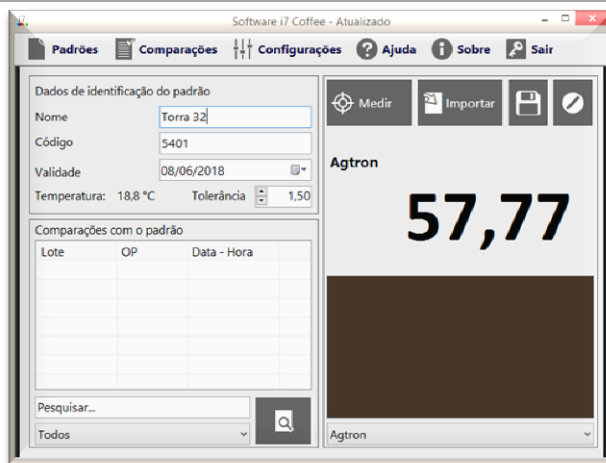 i7
Software i7 Coffee - Atualizado
Padrões Comparações Configurações Ajuda Sobre Sair
Dados de identificação do padrão
Nome Torra 32
Código 5401
Validade 08/06/2018
Temperatura: 18,8 °C Tolerância 1,50
Comparações com o padrão
Lote OP Data - Hora
Pesquisar...
Todos
Medir Importar
Agtron
57,77
Agtron